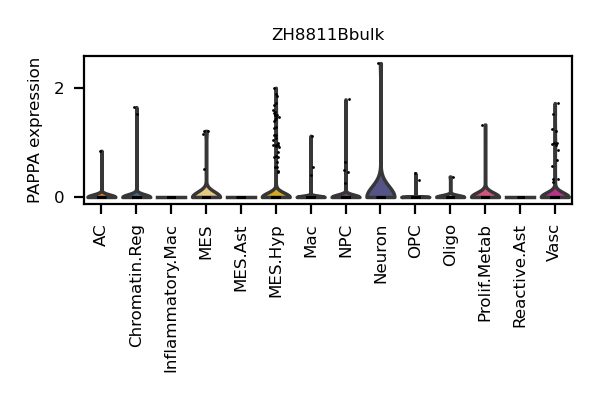 ZH8811Bbulk
PAPPA expression
2
0
AC
Chromatin.Reg
Inflammatory.Mac
MES
MES.Ast
MES.Hyp
Mac
NPC
Neuron
OPC
Oligo
Prolif.Metab
Reactive.Ast
Vasc